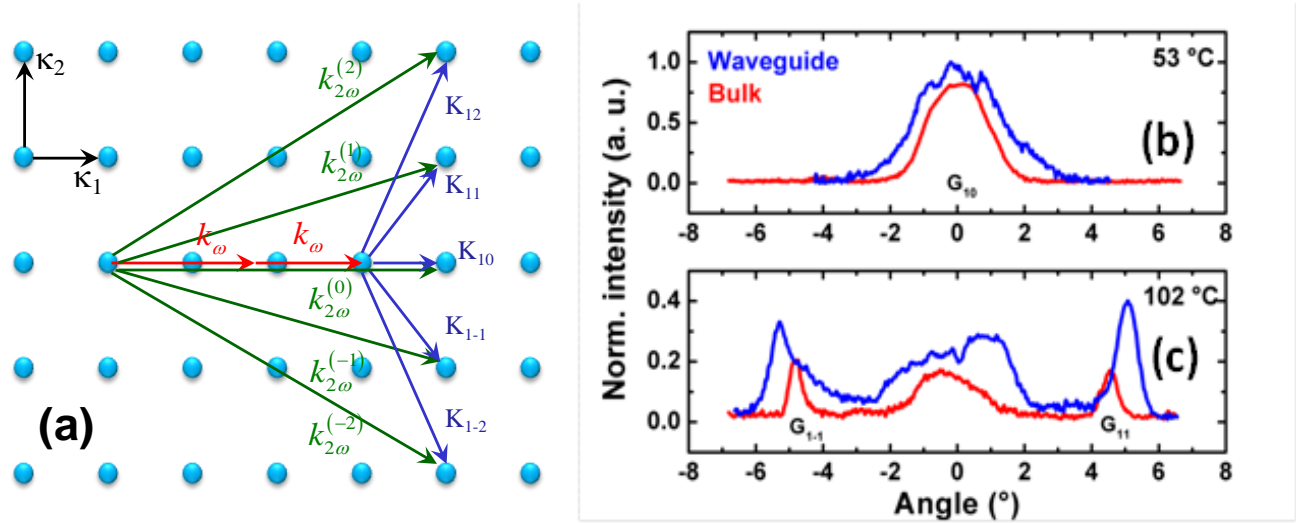 κ₂
κ₁
k₂ω⁽²⁾
K₁₂
k₂ω⁽¹⁾
K₁₁
kω
kω
K₁₀
k₂ω⁽⁰⁾
K₁₋₁
k₂ω⁽⁻¹⁾
K₁₋₂
k₂ω⁽⁻²⁾
(a)
Norm. intensity (a. u.)
1.0
0.75
0.0
Waveguide
Bulk
53 °C
(b)
G₁₀
-8 -6 -4 -2 0 2 4 6 8
0.4
0.2
0.0
102 °C
(c)
G₁₋₁
G₁₁
-8 -6 -4 -2 0 2 4 6 8
Angle (°)